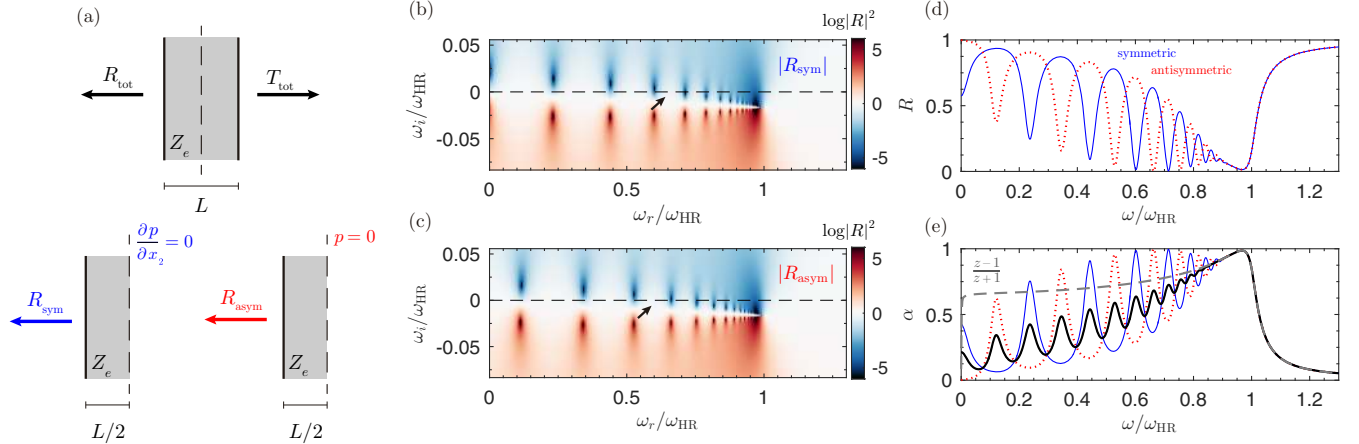 (a)
R_tot
T_tot
Z_e
L
∂p/∂x_2 = 0
p = 0
R_sym
R_asym
Z_e
Z_e
L/2
L/2
(b)
log|R|^2
|R_sym|
ω_i/ω_HR
0.05
0
-0.05
0
0.5
1
ω_r/ω_HR
5
0
-5
(c)
log|R|^2
|R_asym|
ω_i/ω_HR
0.05
0
-0.05
0
0.5
1
ω_r/ω_HR
5
0
-5
(d)
symmetric
antisymmetric
R
1
0.5
0
0
0.2
0.4
0.6
0.8
1
1.2
ω/ω_HR
(e)
z−1
z+1
α
1
0.5
0
0
0.2
0.4
0.6
0.8
1
1.2
ω/ω_HR